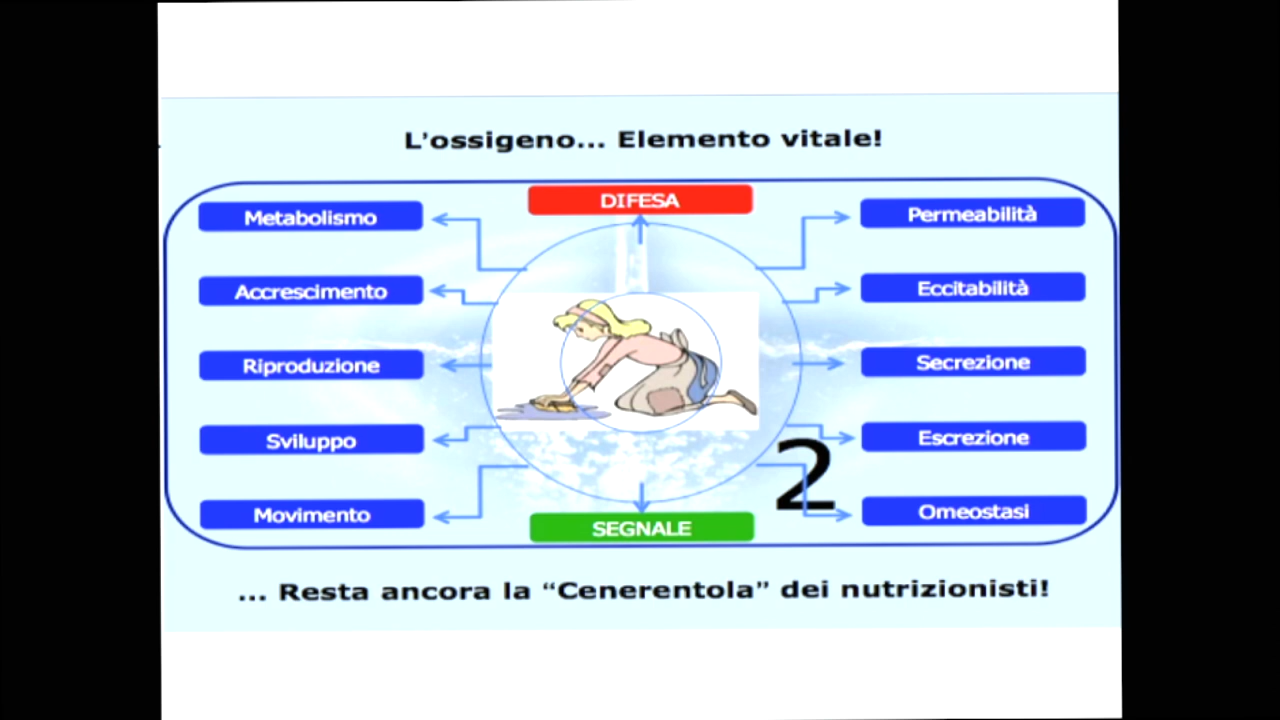 L'ossigeno... Elemento vitale!
DIFESA
Metabolismo
Permeabilità
Accrescimento
Eccitabilità
Riproduzione
Secrezione
Sviluppo
Escrezione
2
Movimento
Omeostasi
SEGNALE
... Resta ancora la “Cenerentola” dei nutrizionisti!